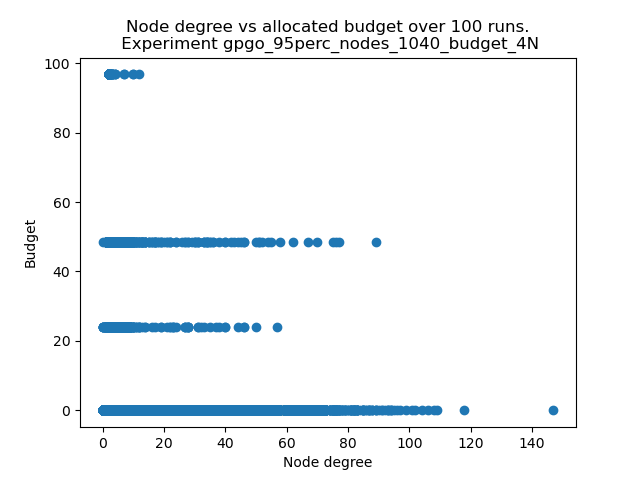 Node degree vs allocated budget over 100 runs.
Experiment gpgo_95perc_nodes_1040_budget_4N
100
80
60
40
20
0
Budget
0 20 40 60 80 100 120 140
Node degree